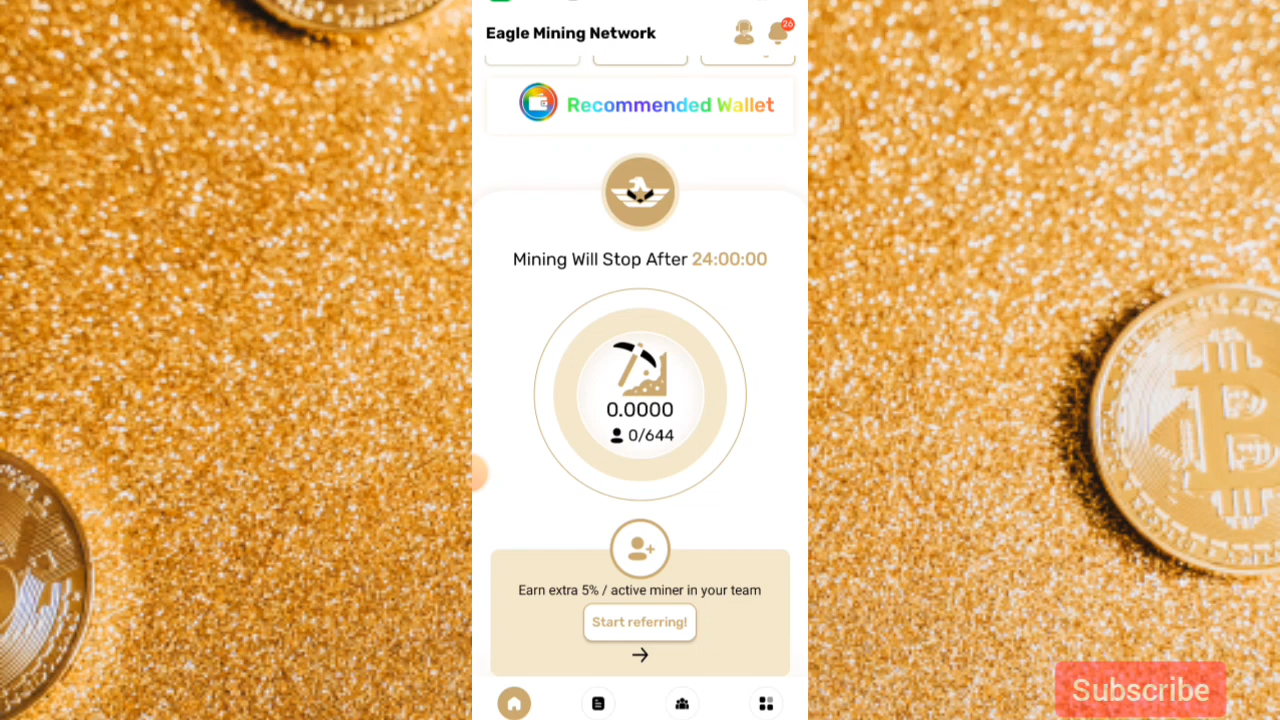 Eagle Mining Network
26
Recommended Wallet
Mining Will Stop After 24:00:00
0.0000
0/644
Earn extra 5% / active miner in your team
Start referring!
Subscribe